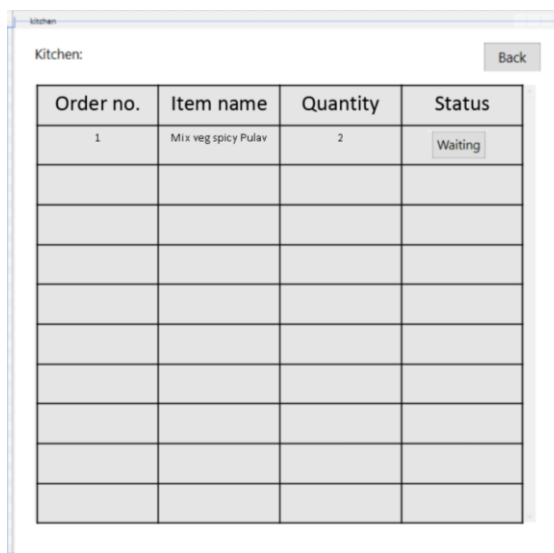 kitchen
Kitchen:
Back
Order no. Item name Quantity Status
1 Mix veg spicy Pulav 2 Waiting